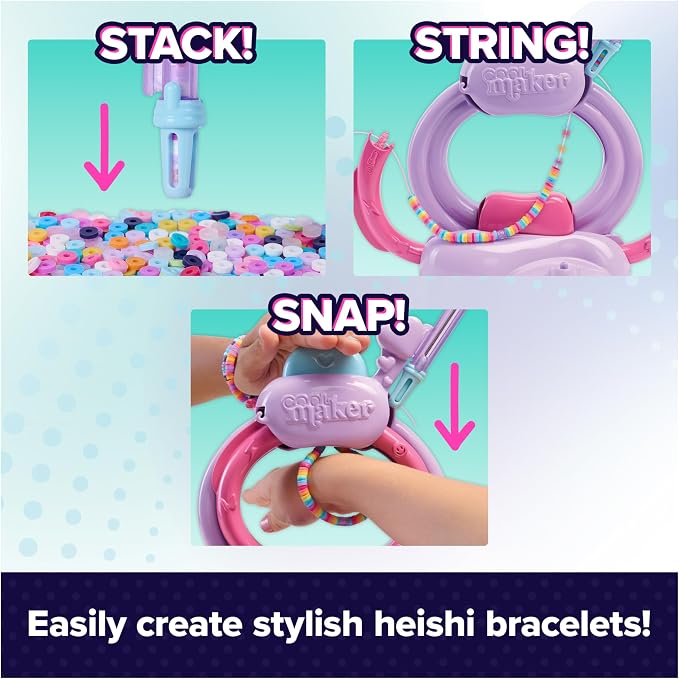 STACK!
STRING!
COOL
maker
SNAP!
COOL
maker
Easily create stylish heishi bracelets!